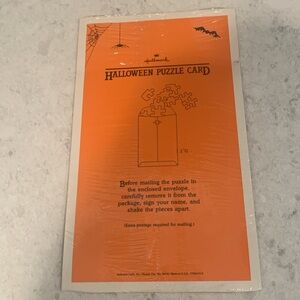 Hallmark
HALLOWEEN PUZZLE CARD
Before mailing the puzzle in
the enclosed envelope,
carefully remove it from the
package, sign your name, and
shake the pieces apart.
(Extra postage required for mailing.)